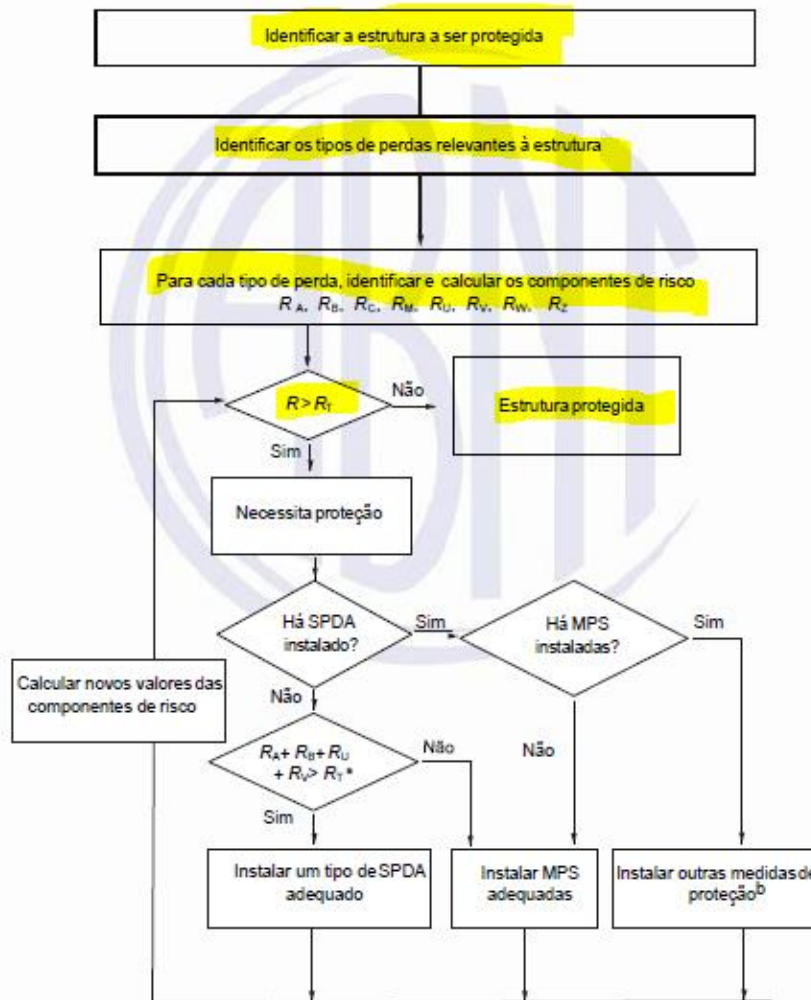 Identificar a estrutura a ser protegida
Identificar os tipos de perdas relevantes à estrutura
Para cada tipo de perda, identificar e calcular os componentes de risco
R A, RB, RC, RM, RU, RV, RW, RZ
R > RT
Não
Estrutura protegida
Sim
Necessita proteção
Há SPDA
instalado?
Sim
Há MPS
instaladas?
Sim
Calcular novos valores das
componentes de risco
Não
RA+ RB+ RU
+ RV> RT *
Não
Não
Sim
Instalar um tipo de SPDA
adequado
Instalar MPS
adequadas
Instalar outras medidas de
proteção b
ABNT